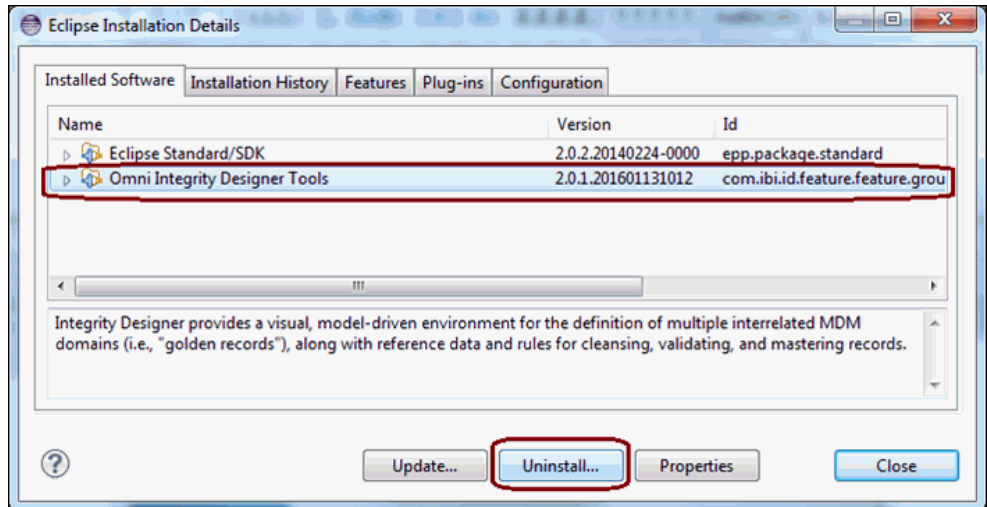 Eclipse Installation Details
Installed Software Installation History Features Plug-ins Configuration
Name Version Id
Eclipse Standard/SDK 2.0.2.20140224-0000 epp.package.standard
Omni Integrity Designer Tools 2.0.1.201601131012 com.ibi.id.feature.feature.grou
Integrity Designer provides a visual, model-driven environment for the definition of multiple interrelated MDM
domains (i.e., "golden records"), along with reference data and rules for cleansing, validating, and mastering records.
? Update... Uninstall... Properties Close